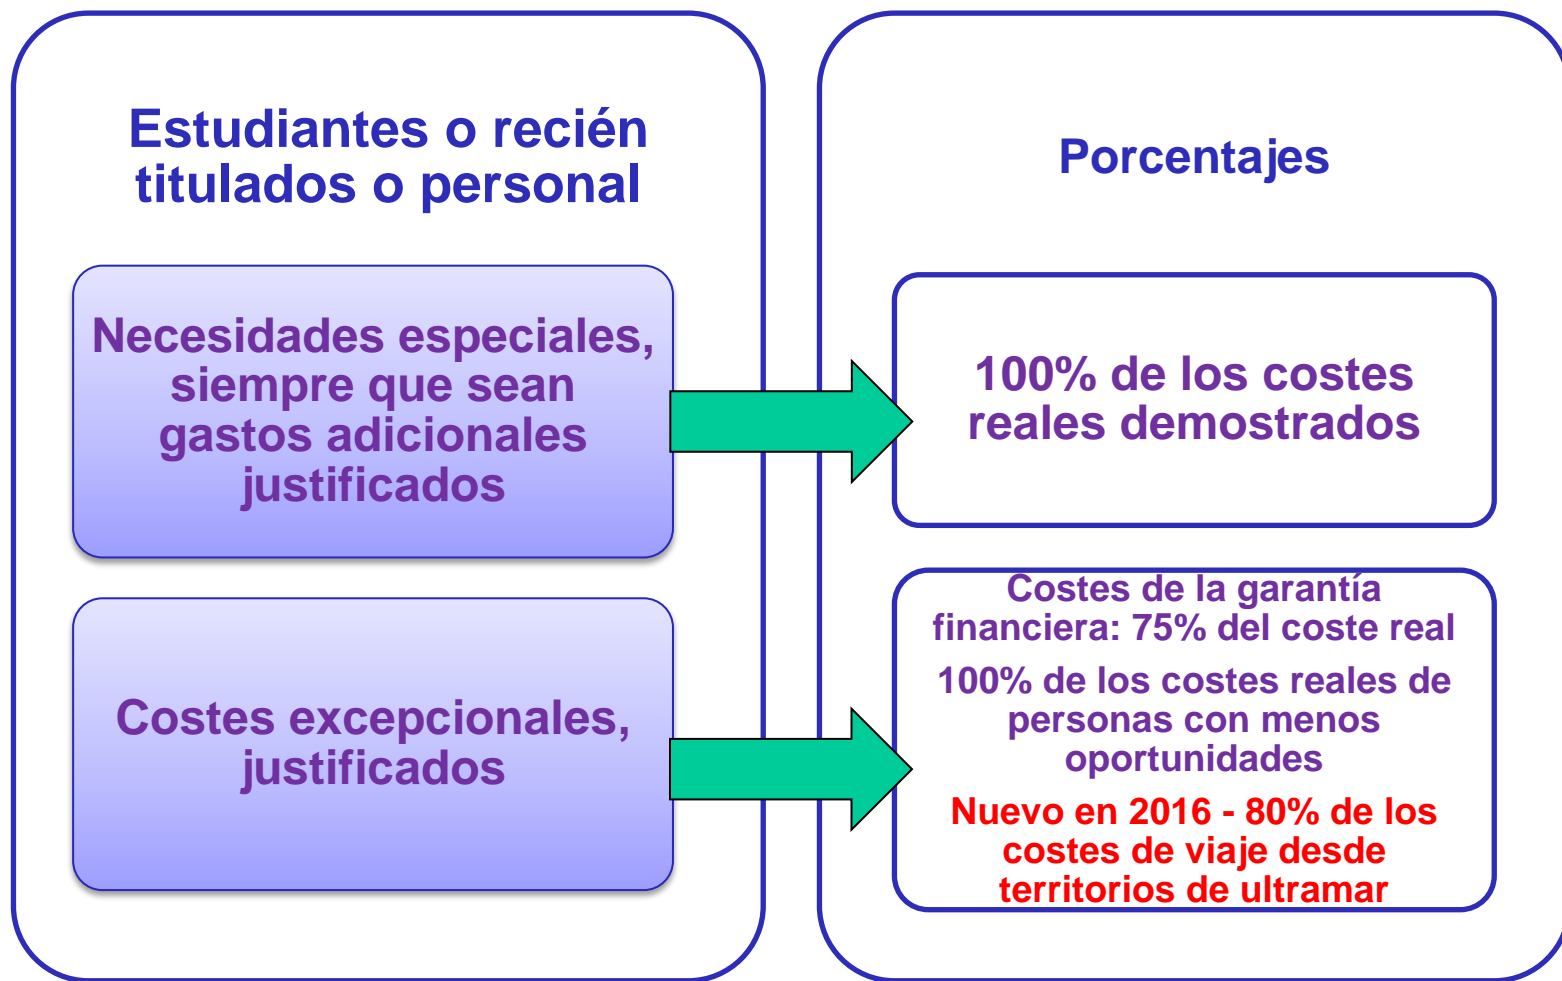 Estudiantes o recién
titulados o personal
Necesidades especiales,
siempre que sean
gastos adicionales
justificados
Costes excepcionales,
justificados
Porcentajes
100% de los costes
reales demostrados
Costes de la garantía
financiera: 75% del coste real
100% de los costes reales de
personas con menos
oportunidades
Nuevo en 2016 - 80% de los
costes de viaje desde
territorios de ultramar